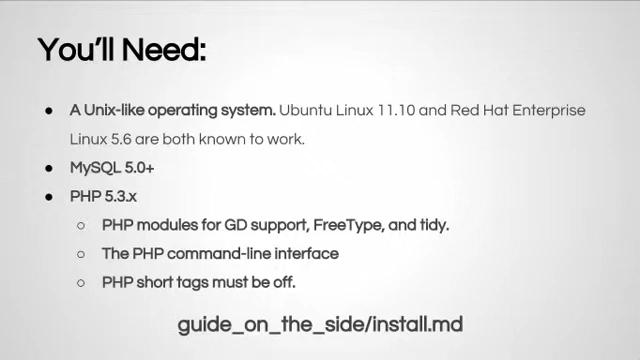 You'll Need:
● A Unix-like operating system. Ubuntu Linux 11.10 and Red Hat Enterprise
Linux 5.6 are both known to work.
● MySQL 5.0+
● PHP 5.3.x
○ PHP modules for GD support, FreeType, and tidy.
○ The PHP command-line interface
○ PHP short tags must be off.
guide_on_the_side/install.md